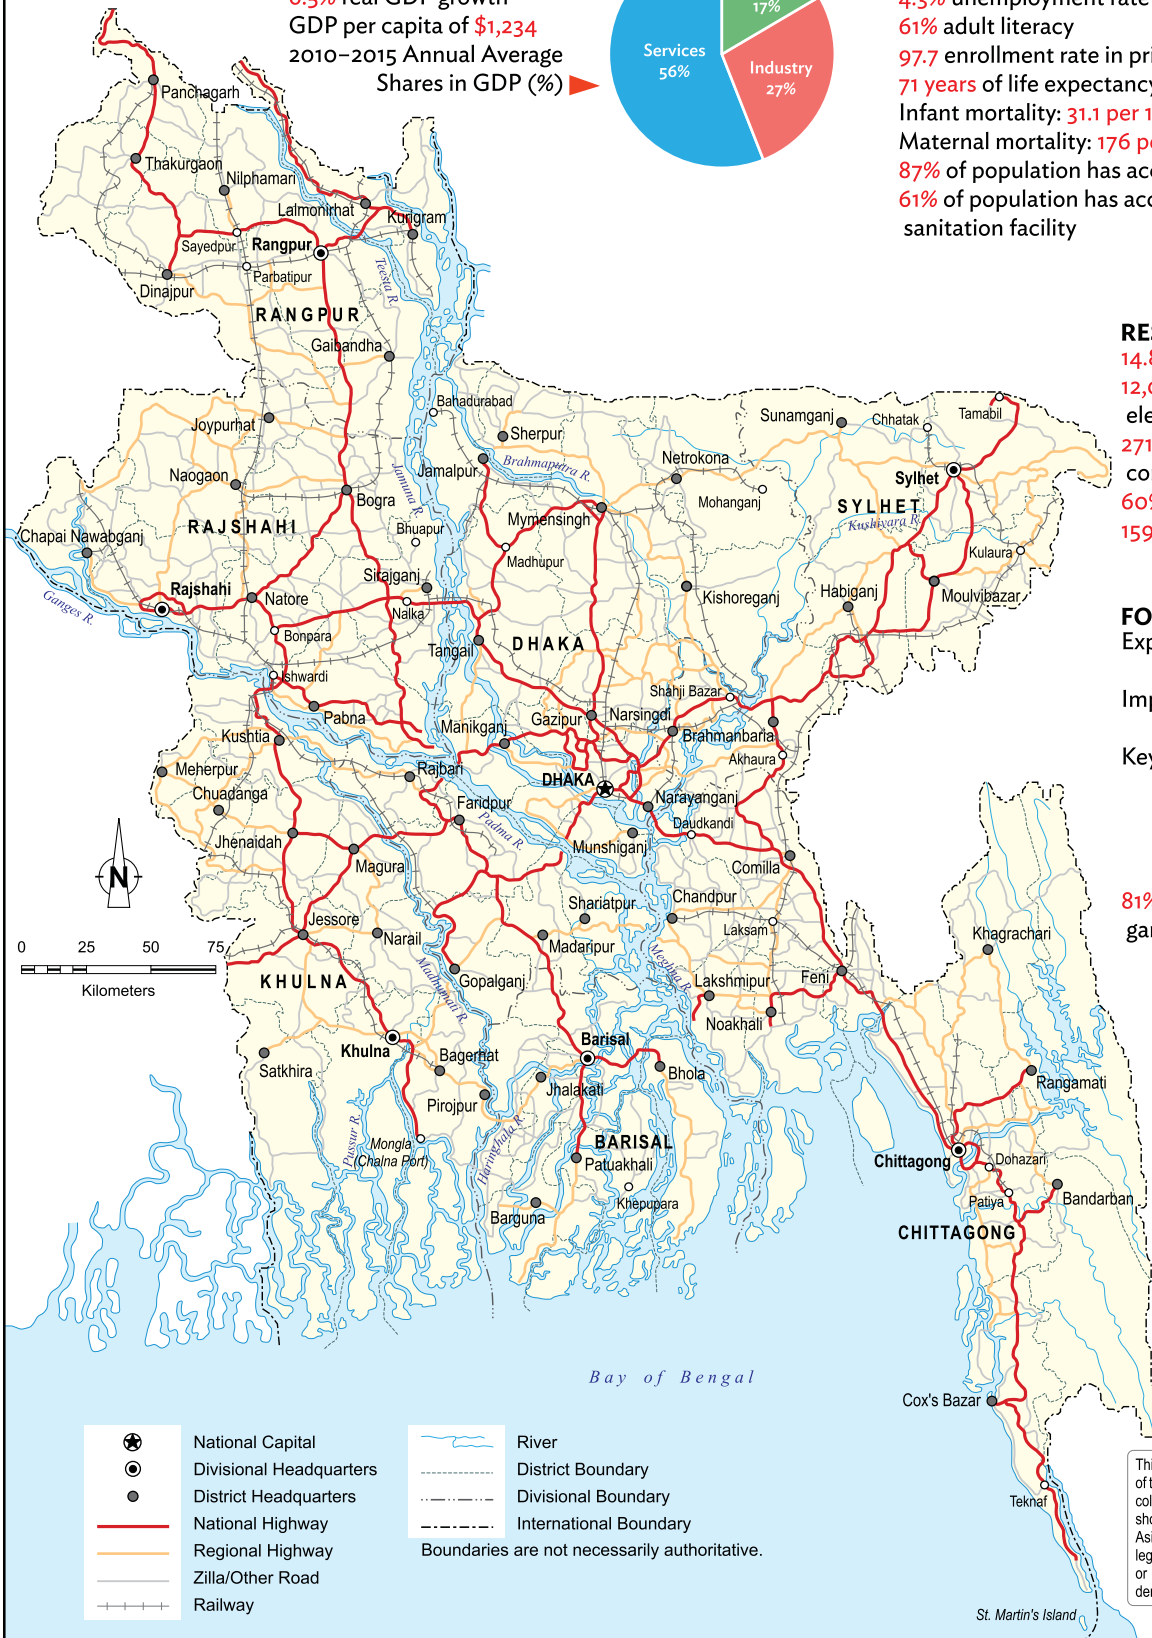 GDP per capita of $1,234
2010–2015 Annual Average
Shares in GDP (%)
17%
Services
56%
Industry
27%
61% adult literacy
97.7 enrollment rate in
71 years of life expectancy
Infant mortality: 31.1 per
Maternal mortality: 176
87% of population has
61% of population has
sanitation facility
Panchagarh
Thakurgaon
Nilphamari
Lalmonirhat
Kurigram
Sayedpur
Rangpur
Parbatipur
Dinajpur
Teesta R.
RANGPUR
Gaibandha
Bahadurabad
Joypurhat
Sherpur
Sunamganj
Chhatak
Tamabil
Naogaon
Jamalpur
Brahmaputra R.
Netrokona
Sylhet
Bogra
Jamuna R.
Mohanganj
SYLHET
RAJSHAHI
Mymensingh
Kushiyara R.
Chapai Nawabganj
Bhuapur
Madhupur
Kulaura
Sirajganj
Rajshahi
Natore
Nalka
Kishoreganj
Habiganj
Moulvibazar
Ganges R.
Bonpara
Tangail
DHAKA
Ishwardi
Shahji Bazar
Pabna
Manikganj
Gazipur
Narsingdi
Kushtia
Brahmanbaria
Akhaura
Meherpur
Rajbari
DHAKA
Chuadanga
Faridpur
Padma R.
Narayanganj
Daudkandi
Jhenaidah
Magura
Munshiganj
Comilla
N
Jessore
Narail
Shariatpur
Chandpur
Laksam
Madaripur
Khagrachari
0 25 50 75
Kilometers
KHULNA
Madhumati R.
Gopalganj
Meghna R.
Lakshmipur
Feni
Noakhali
Khulna
Barisal
Satkhira
Bagerhat
Bhola
Jhalakati
Rangamati
Pirojpur
Pussur R.
Mongla
(Chalna Port)
Haringhala R.
BARISAL
Patuakhali
Chittagong
Dohazari
Khepupara
Patiya
Bandarban
Barguna
CHITTAGONG
Bay of Bengal
Cox's Bazar
Teknaf
St. Martin's Island
National Capital
Divisional Headquarters
District Headquarters
National Highway
Regional Highway
Zilla/Other Road
Railway
River
District Boundary
Divisional Boundary
International Boundary
Boundaries are not necessarily authoritative.
81%